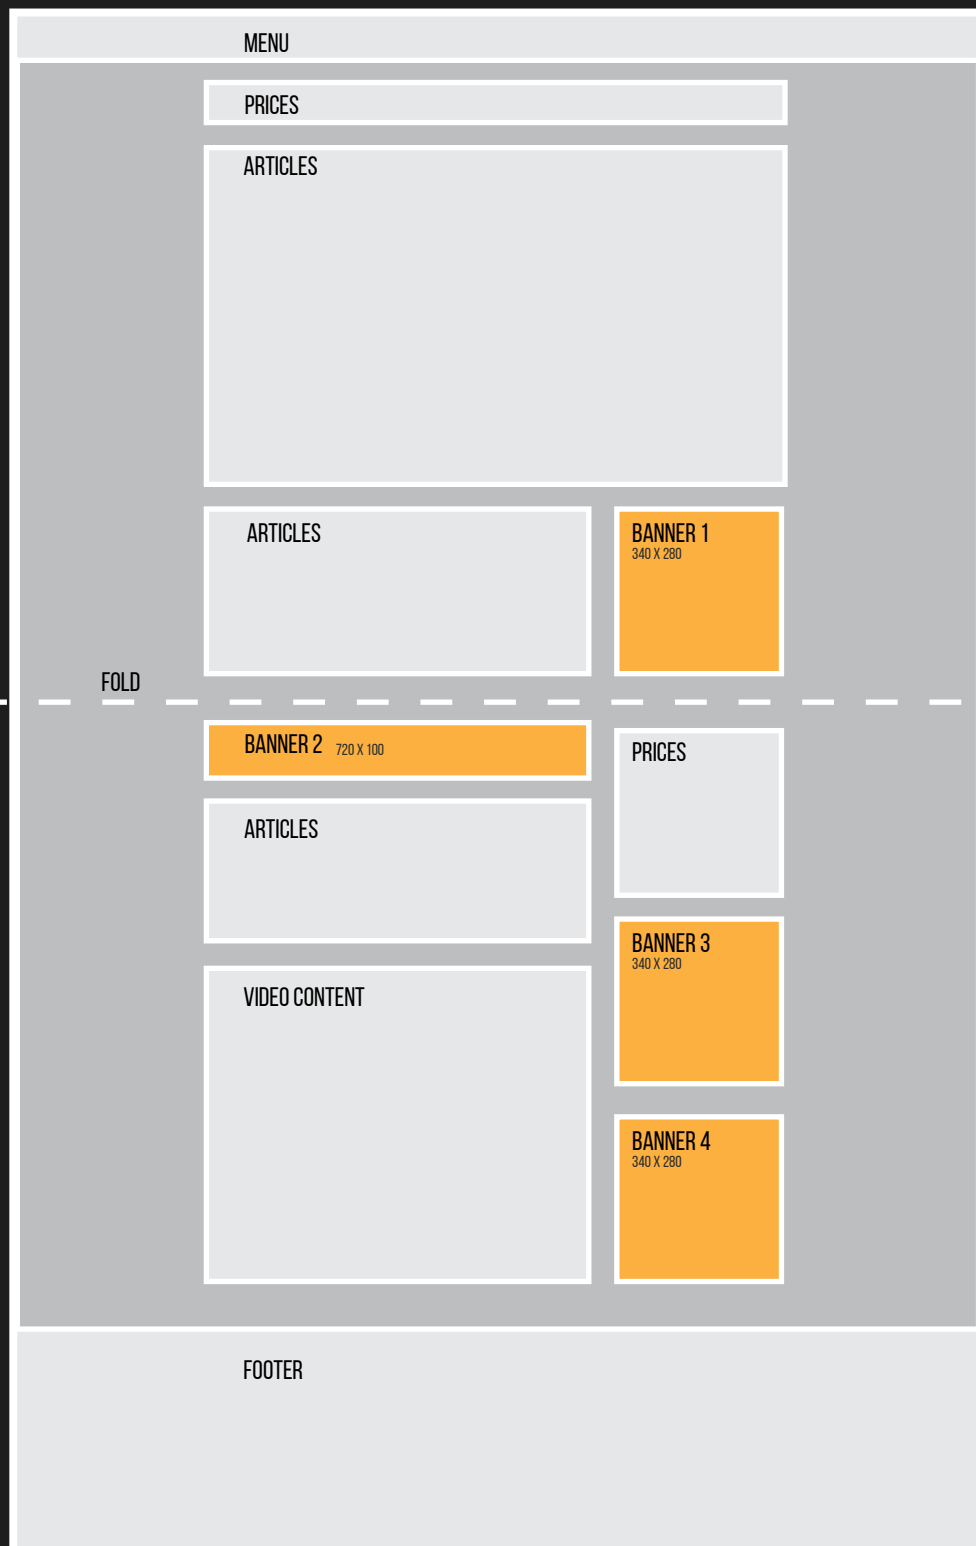 MENU
PRICES
ARTICLES
ARTICLES
BANNER 1
340 X 280
FOLD
BANNER 2 720 X 100
PRICES
ARTICLES
BANNER 3
340 X 280
VIDEO CONTENT
BANNER 4
340 X 280
FOOTER